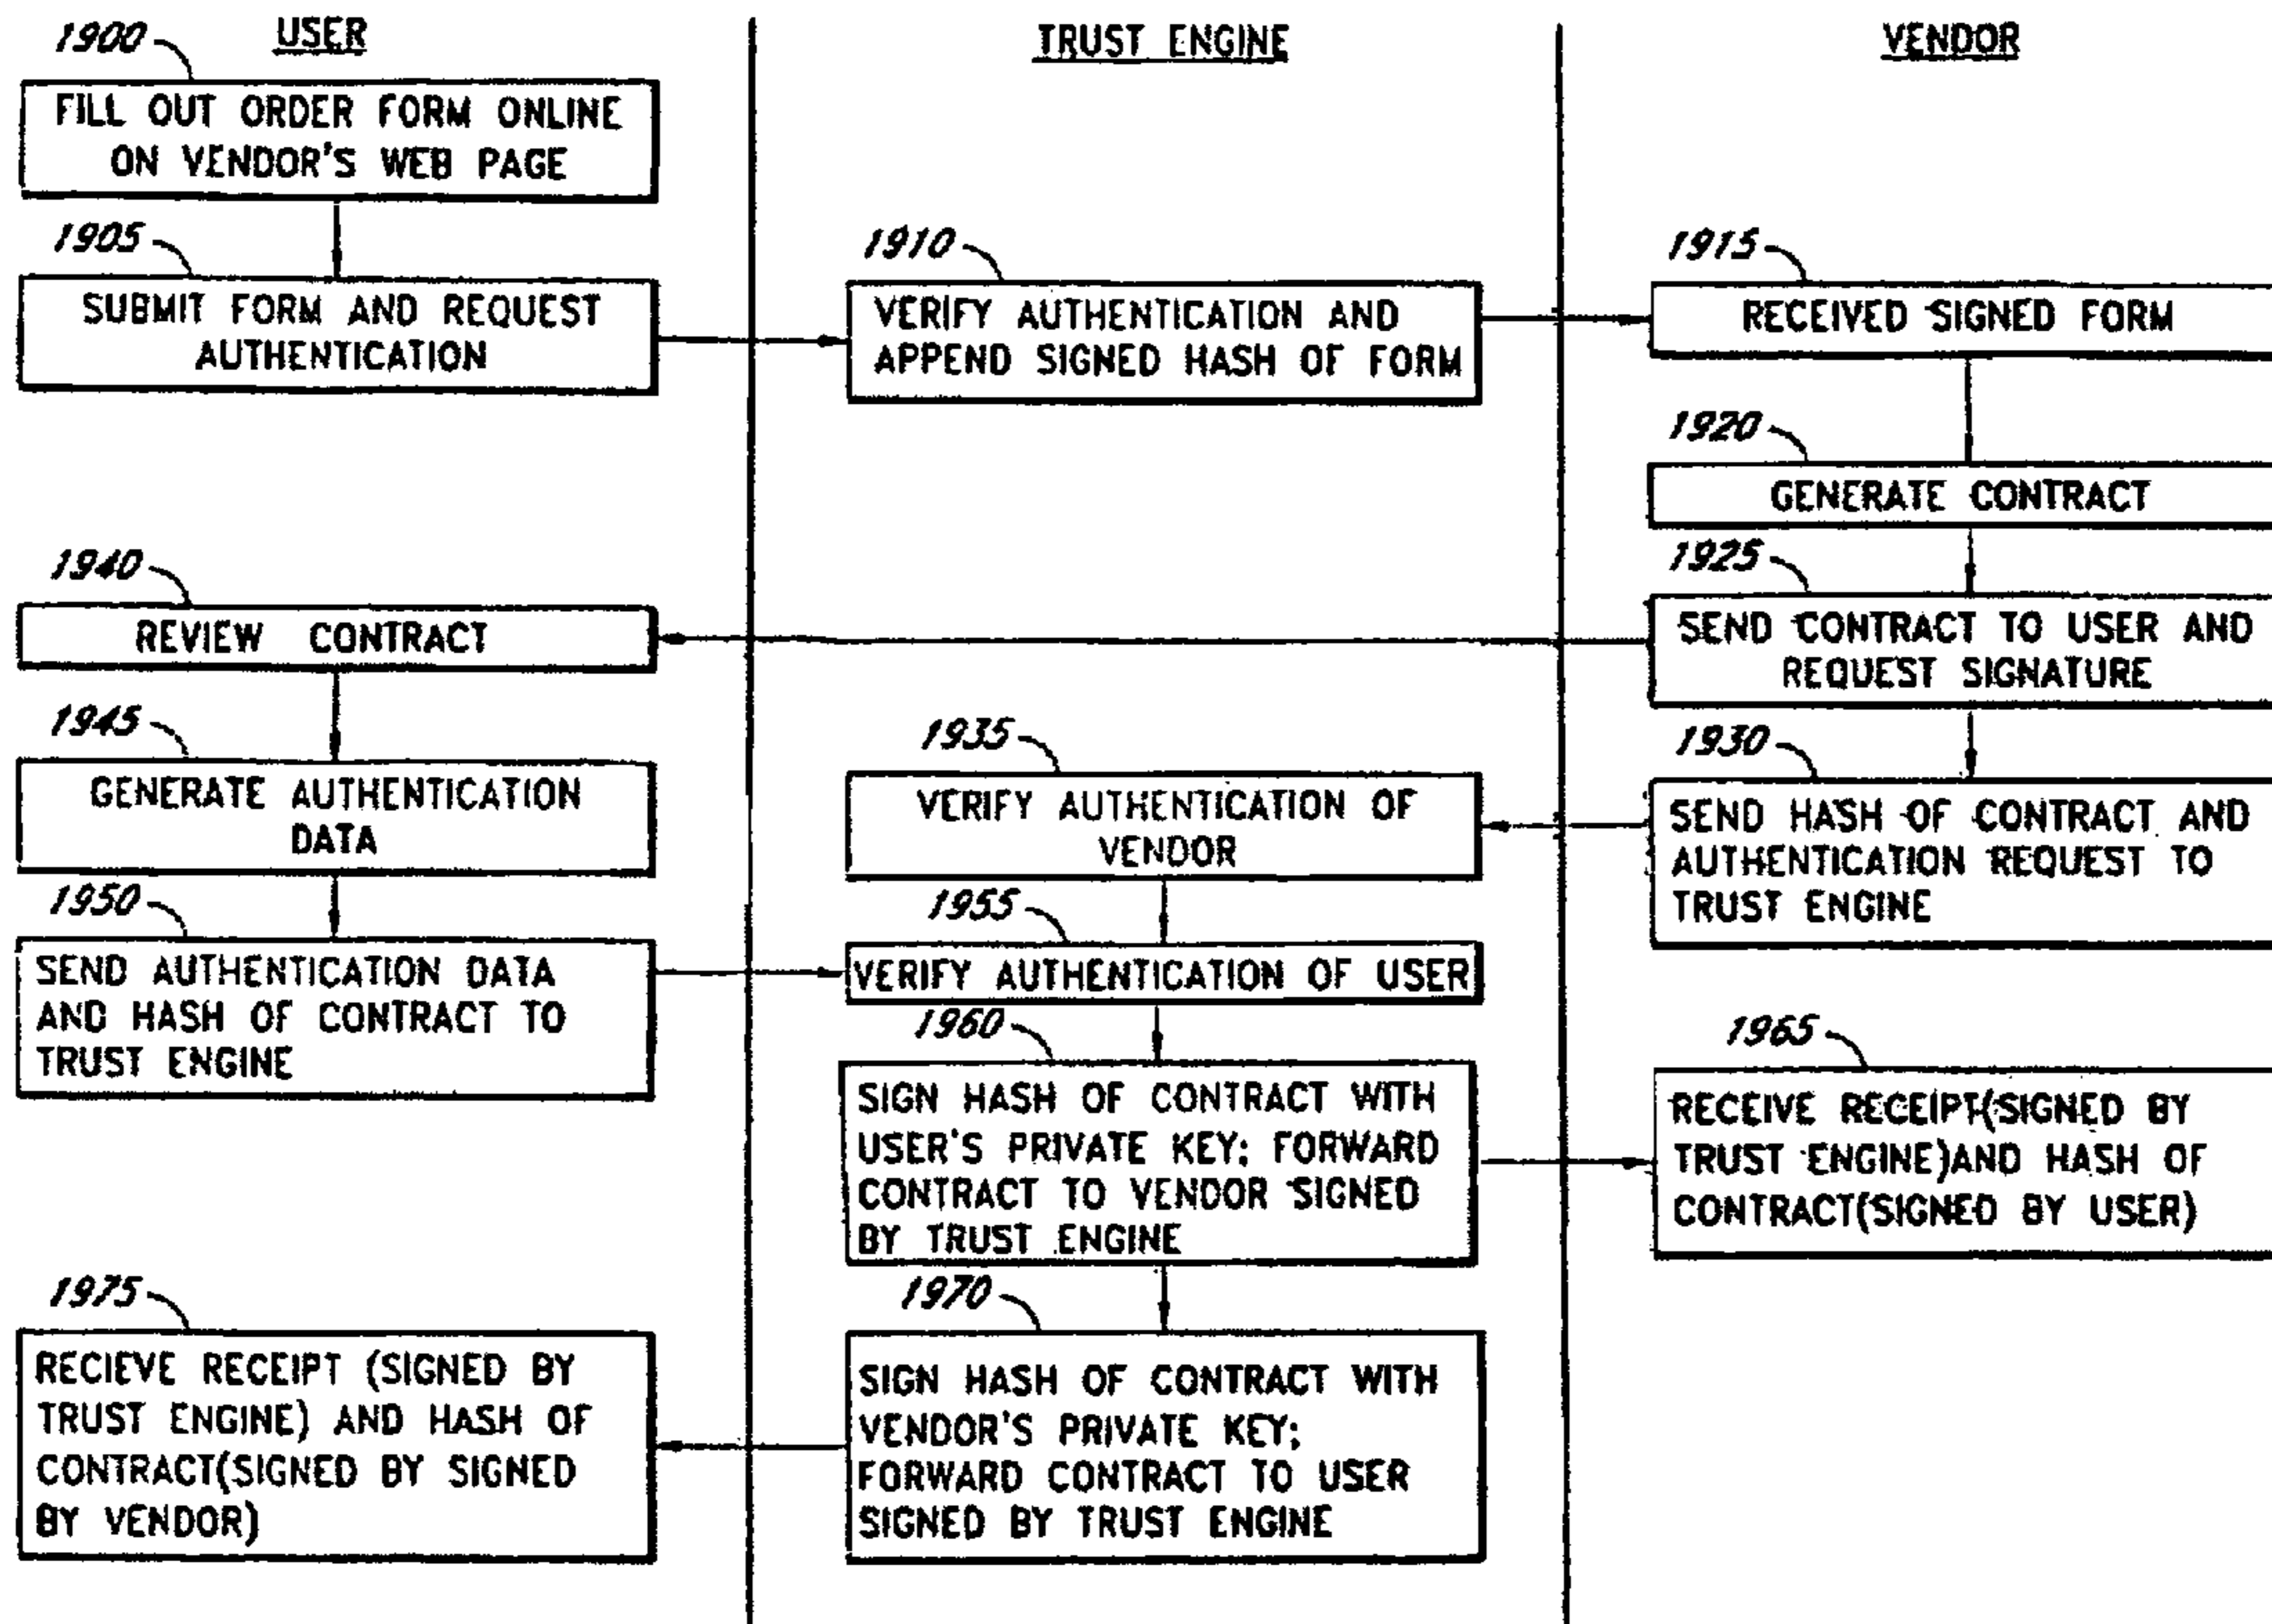 USER
TRUST ENGINE
VENDOR
1900
FILL OUT ORDER FORM ONLINE
ON VENDOR'S WEB PAGE
1905
SUBMIT FORM AND REQUEST
AUTHENTICATION
1910
VERIFY AUTHENTICATION AND
APPEND SIGNED HASH OF FORM
1915
RECEIVED SIGNED FORM
1920
GENERATE CONTRACT
1925
SEND CONTRACT TO USER AND
REQUEST SIGNATURE
1930
SEND HASH OF CONTRACT AND
AUTHENTICATION REQUEST TO
TRUST ENGINE
1935
VERIFY AUTHENTICATION OF
VENDOR
1940
REVIEW CONTRACT
1945
GENERATE AUTHENTICATION
DATA
1950
SEND AUTHENTICATION DATA
AND HASH OF CONTRACT TO
TRUST ENGINE
1955
VERIFY AUTHENTICATION OF USER
1960
SIGN HASH OF CONTRACT WITH
USER'S PRIVATE KEY; FORWARD
CONTRACT TO VENDOR SIGNED
BY TRUST ENGINE
1965
RECEIVE RECEIPT(SIGNED BY
TRUST ENGINE)AND HASH OF
CONTRACT(SIGNED BY USER)
1970
SIGN HASH OF CONTRACT WITH
VENDOR'S PRIVATE KEY;
FORWARD CONTRACT TO USER
SIGNED BY TRUST ENGINE
1975
RECIEVE RECEIPT (SIGNED BY
TRUST ENGINE) AND HASH OF
CONTRACT(SIGNED BY SIGNED
BY VENDOR)